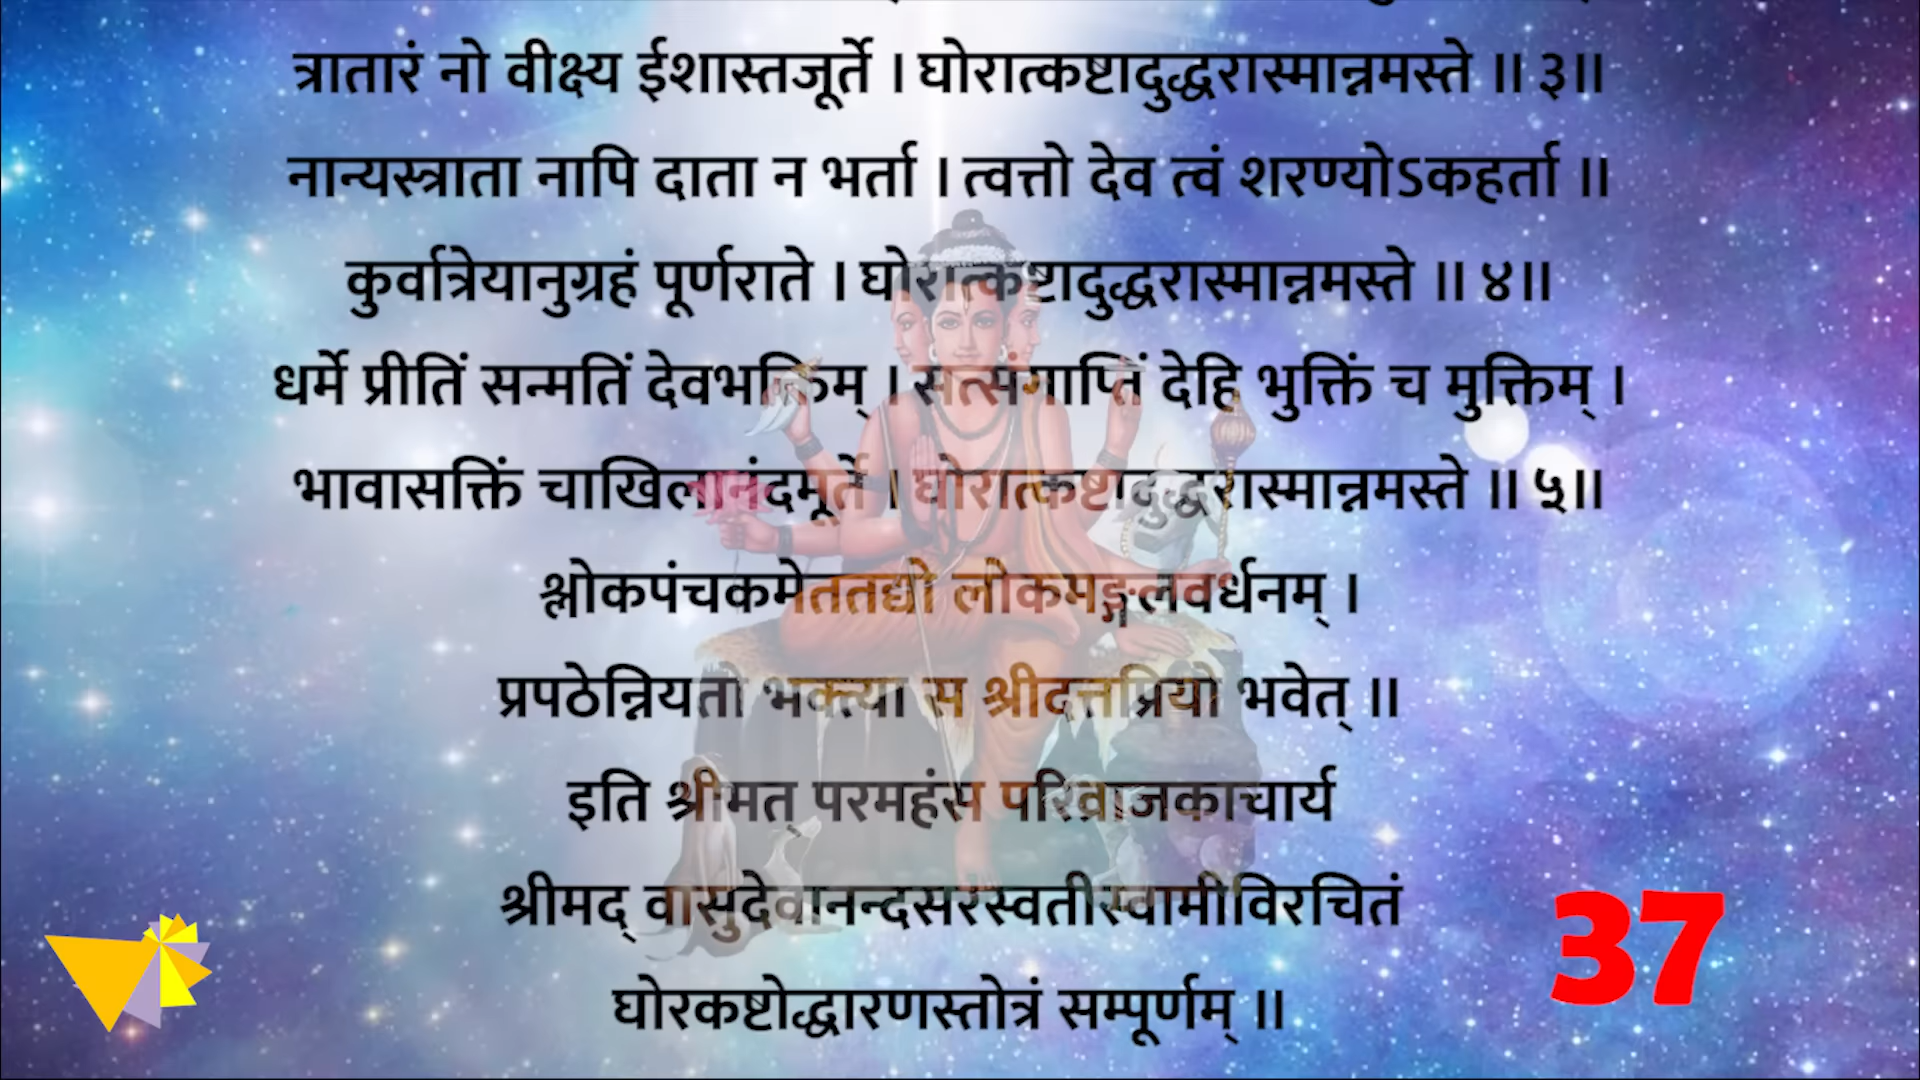 त्रातारं नो वीक्ष्य ईशास्तजूर्ते । घोरात्कष्टादुद्धरास्मान्नमस्ते ॥ ३॥
नान्यस्त्राता नापि दाता न भर्ता । त्वत्तो देव त्वं शरण्योऽकहर्ता ॥
कुर्वात्रेयानुग्रहं पूर्णराते । घोरात्कष्टादुद्धरास्मान्नमस्ते ॥ ४॥
धर्मे प्रीतिं सन्मतिं देवभक्तिम् । सत्संगाप्तिं देहि भुक्तिं च मुक्तिम् ।
भावासक्तिं चाखिलानंदमूर्ते । घोरात्कष्टादुद्धरास्मान्नमस्ते ॥ ५॥
श्लोकपंचकमेततद्यो लोकमङ्गलवर्धनम् ।
प्रपठेन्नियतो भक्त्या स श्रीदत्तप्रियो भवेत् ॥
इति श्रीमत् परमहंस परिव्राजकाचार्य
श्रीमद् वासुदेवानन्दसरस्वतीस्वामीविरचितं
घोरकष्टोद्धारणस्तोत्रं सम्पूर्णम् ॥
37